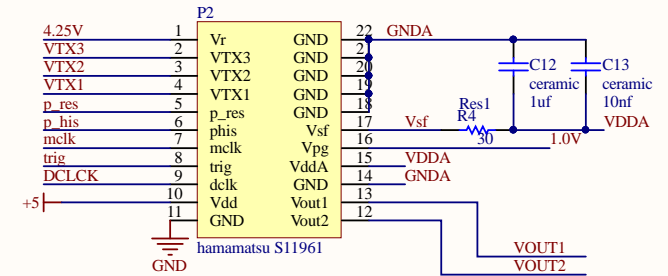 P2
4.25V 1 Vr GND 22 GNDA
VTX3 2 VTX3 GND 2
VTX2 3 VTX2 GND 20
VTX1 4 VTX1 GND 19
p_res 5 p_res GND 18
p_his 6 phis Vsf 17 Vsf
mclk 7 mclk Vpg 16 1.0V
trig 8 trig VddA 15 VDDA
DCLCK 9 dclk GND 14 GNDA
+5 10 Vdd Vout1 13
11 GND Vout2 12
GND
hamamatsu S11961
C12
ceramic
1uf
C13
ceramic
10nf
Res1
R4
30
VDDA
VOUT1
VOUT2